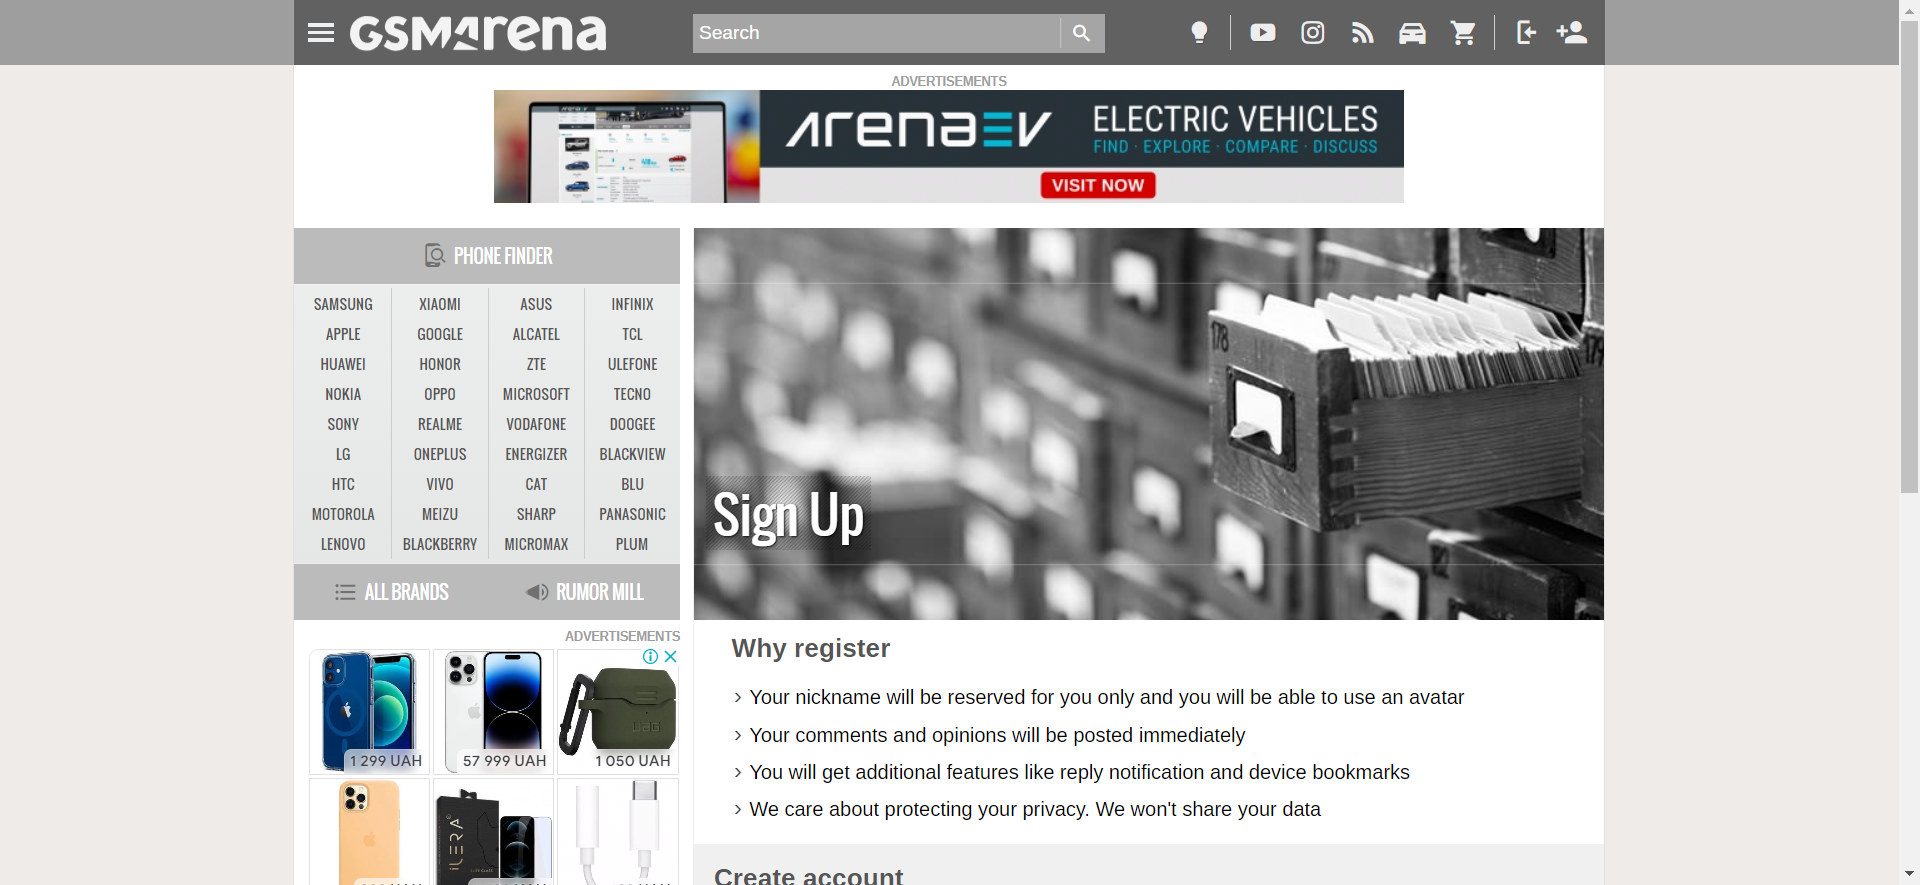 GSMArena
Search
ADVERTISEMENTS
arenaEV
ELECTRIC VEHICLES
FIND · EXPLORE · COMPARE · DISCUSS
VISIT NOW
PHONE FINDER
SAMSUNG XIAOMI ASUS INFINIX
APPLE GOOGLE ALCATEL TCL
HUAWEI HONOR ZTE ULEFONE
NOKIA OPPO MICROSOFT TECNO
SONY REALME VODAFONE DOOGEE
LG ONEPLUS ENERGIZER BLACKVIEW
HTC VIVO CAT BLU
MOTOROLA MEIZU SHARP PANASONIC
LENOVO BLACKBERRY MICROMAX PLUM
ALL BRANDS RUMOR MILL
178
Sign Up
ADVERTISEMENTS
1 299 UAH
57 999 UAH
1 050 UAH
iLERA
Why register
Your nickname will be reserved for you only and you will be able to use an avatar
Your comments and opinions will be posted immediately
You will get additional features like reply notification and device bookmarks
We care about protecting your privacy. We won't share your data
Create account